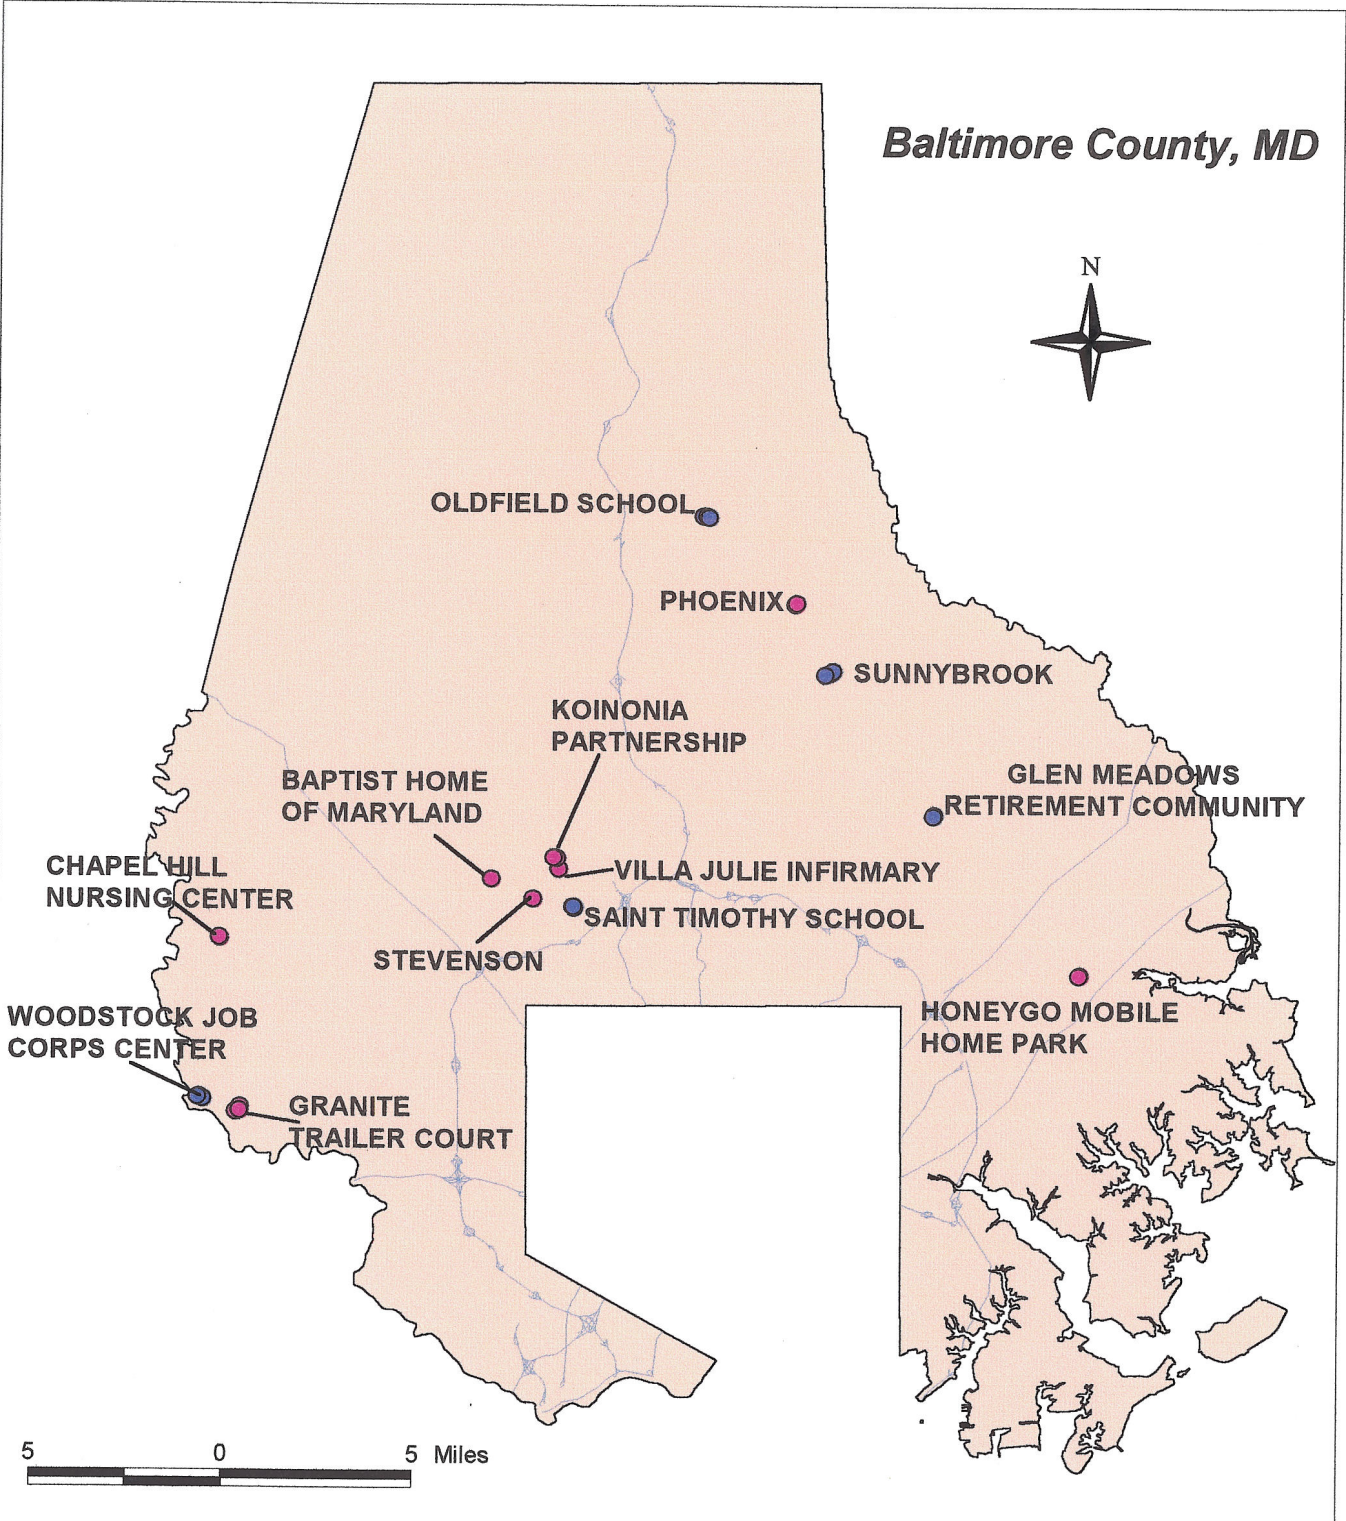 Baltimore County, MD
N
OLDFIELD SCHOOL
PHOENIX
SUNNYBROOK
KOINONIA
PARTNERSHIP
BAPTIST HOME
OF MARYLAND
GLEN MEADOWS
RETIREMENT COMMUNITY
CHAPEL HILL
NURSING CENTER
VILLA JULIE INFIRMARY
SAINT TIMOTHY SCHOOL
STEVENSON
HONEYGO MOBILE
HOME PARK
WOODSTOCK JOB
CORPS CENTER
GRANITE
TRAILER COURT
5 0 5 Miles